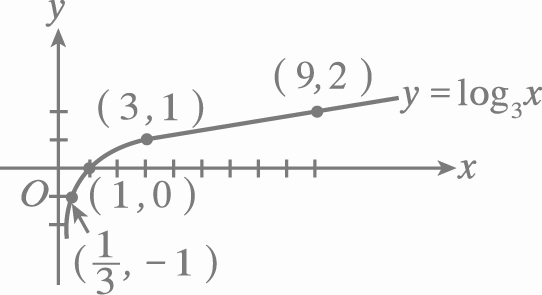 y
(9,2)
y = log₃x
(3,1)
x
O
(1,0)
(1/3, −1)